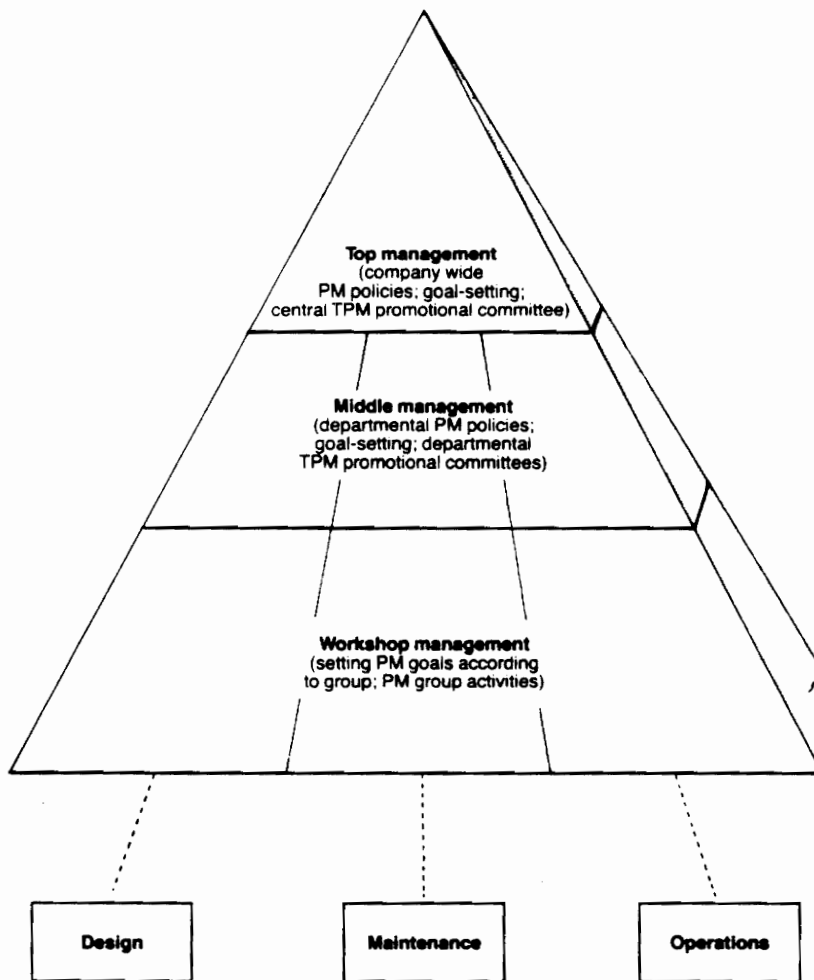 Top management
(company wide
PM policies; goal-setting;
central TPM promotional committee)
Middle management
(departmental PM policies;
goal-setting; departmental
TPM promotional committees)
Workshop management
(setting PM goals according
to group; PM group activities)
Design
Maintenance
Operations